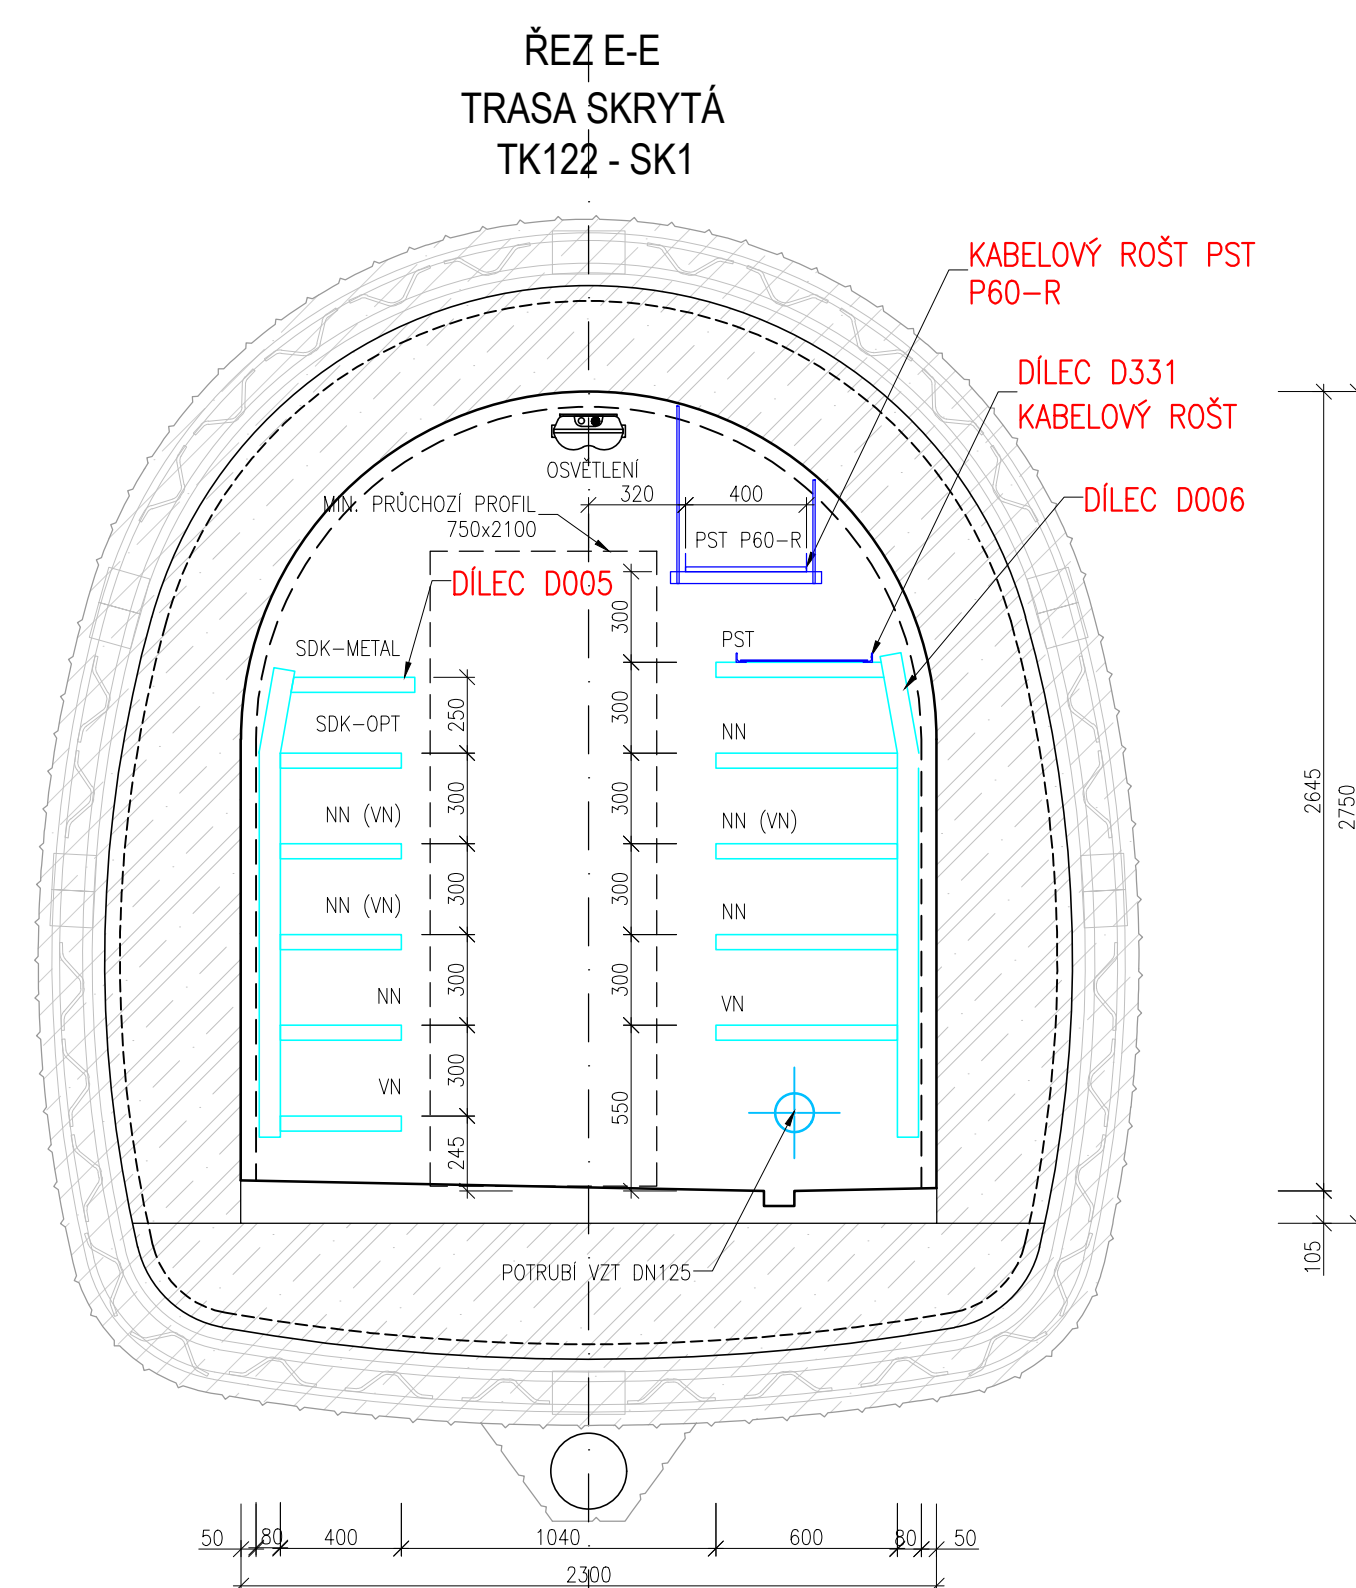 ŘEZ E-E
TRASA SKRYTÁ
TK122 - SK1
KABELOVÝ ROŠT PST
P60-R
DÍLEC D331
KABELOVÝ ROŠT
DÍLEC D006
OSVĚTLENÍ
MIN. PRŮCHOZÍ PROFIL
750x2100
320
400
PST P60-R
DÍLEC D005
SDK-METAL
SDK-OPT
NN (VN)
NN (VN)
NN
VN
250
300
300
300
300
245
300
300
300
300
300
550
PST
NN
NN (VN)
NN
VN
POTRUBÍ VZT DN125
2645
2750
105
50
80
400
1040
600
80
50
2300